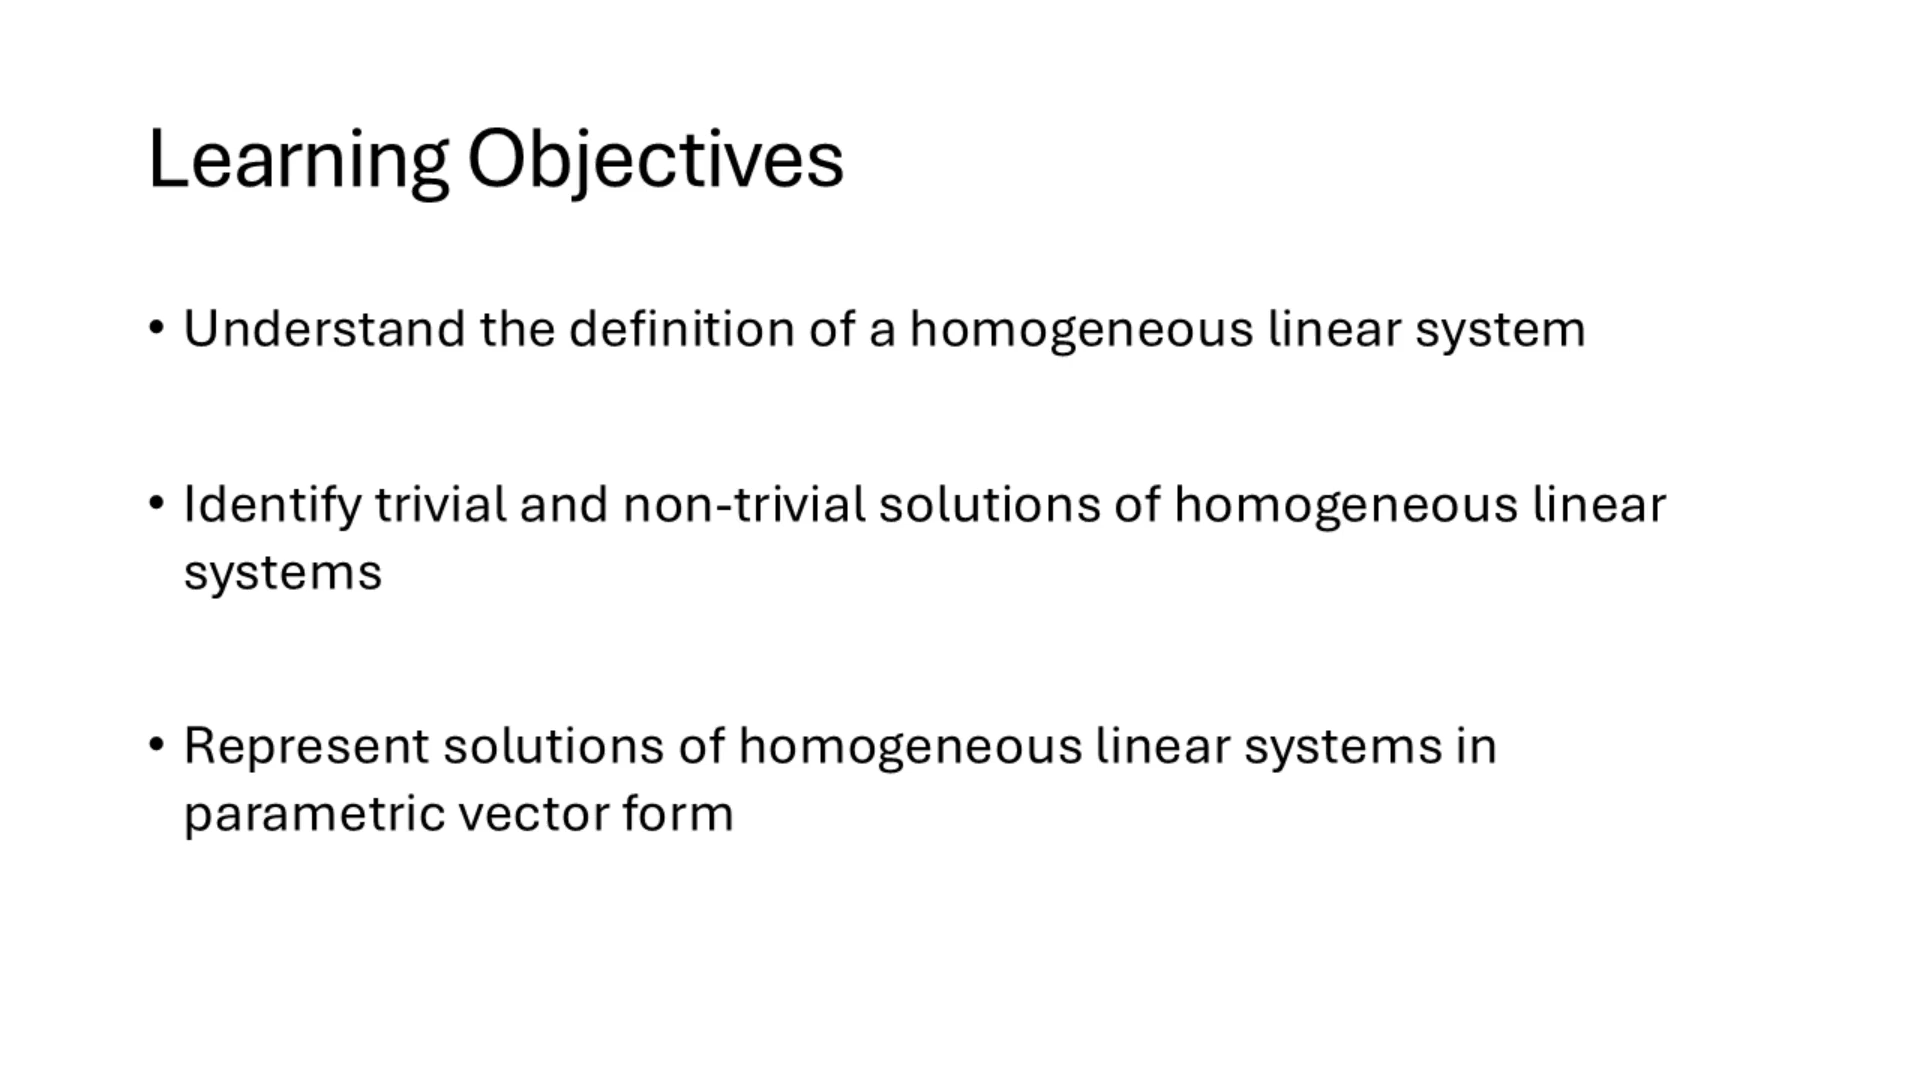 Learning Objectives
• Understand the definition of a homogeneous linear system
• Identify trivial and non-trivial solutions of homogeneous linear
systems
• Represent solutions of homogeneous linear systems in
parametric vector form